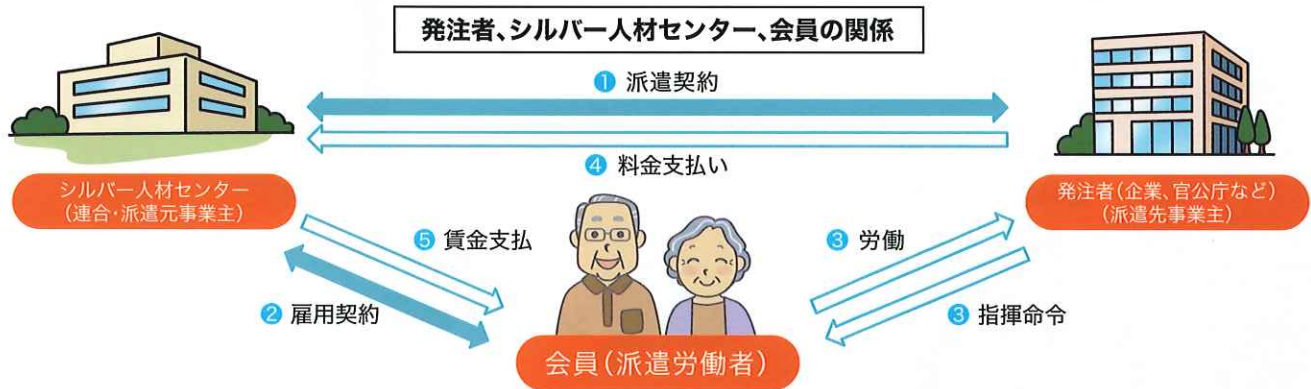 発注者、シルバー人材センター、会員の関係
❶ 派遣契約
❹ 料金支払い
シルバー人材センター
(連合・派遣元事業主)
発注者(企業、官公庁など)
(派遣先事業主)
❺ 賃金支払
❸ 労働
❷ 雇用契約
❸ 指揮命令
会員(派遣労働者)